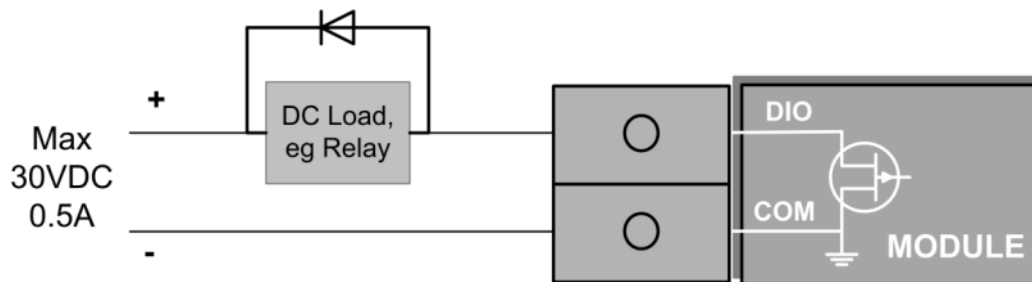 +
DC Load,
eg Relay
Max
30VDC
0.5A
-
DIO
COM
MODULE